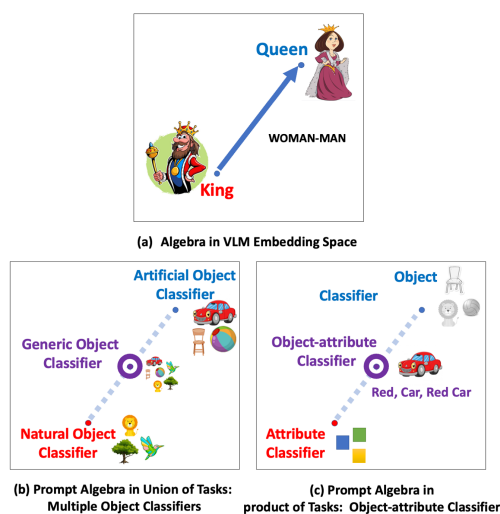 Queen
WOMAN-MAN
King
(a) Algebra in VLM Embedding Space
Artificial Object
Classifier
Generic Object
Classifier
Natural Object
Classifier
(b) Prompt Algebra in Union of Tasks:
Multiple Object Classifiers
Object
Classifier
Object-attribute
Classifier
Red, Car, Red Car
Attribute
Classifier
(c) Prompt Algebra in
product of Tasks: Object-attribute Classifier